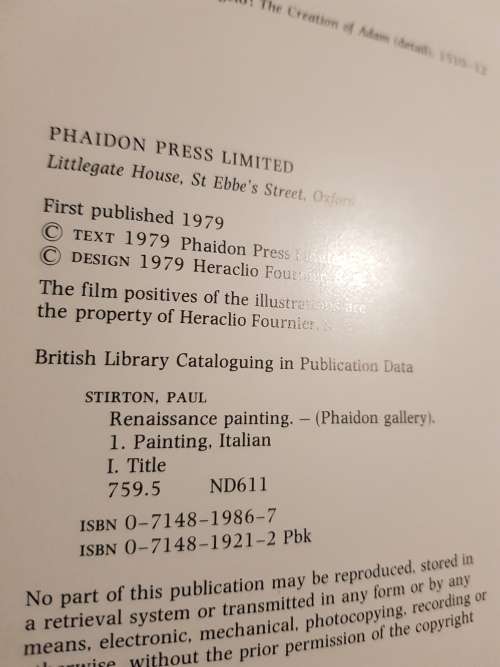 The Creation of Adam (detail), 1510–12
PHAIDON PRESS LIMITED
Littlegate House, St Ebbe's Street, Oxford
First published 1979
© TEXT 1979 Phaidon Press Limited
© DESIGN 1979 Heraclio Fournier
The film positives of the illustrations are
the property of Heraclio Fournier,
British Library Cataloguing in Publication Data
STIRTON, PAUL
Renaissance painting. – (Phaidon gallery).
1. Painting, Italian
I. Title
759.5 ND611
ISBN 0–7148–1986–7
ISBN 0–7148–1921–2 Pbk
No part of this publication may be reproduced, stored in
a retrieval system or transmitted in any form or by any
means, electronic, mechanical, photocopying, recording or
otherwise, without the prior permission of the copyright